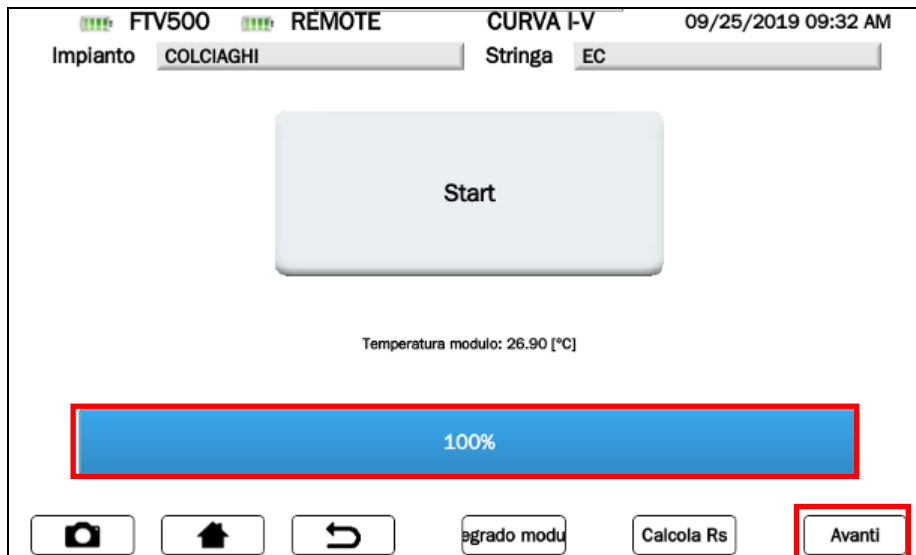 FTV500 REMOTE CURVA I-V 09/25/2019 09:32 AM
Impianto COLCIAGHI Stringa EC
Start
Temperatura modulo: 26.90 [°C]
100%
egrado modu Calcola Rs Avanti